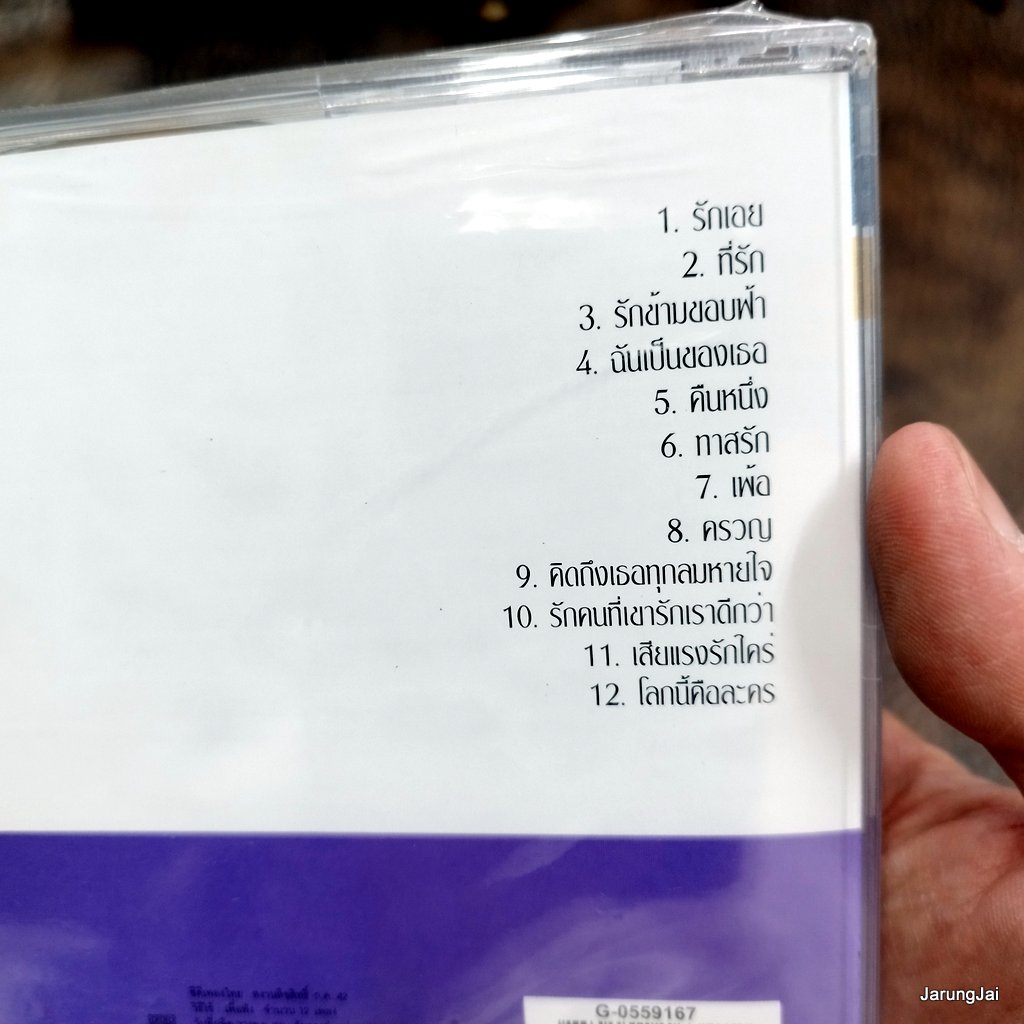 1. รักเอย
2. ที่รัก
3. รักข้ามขอบฟ้า
4. ฉันเป็นของเธอ
5. คืนหนึ่ง
6. ทาสรัก
7. เพ้อ
8. ครวญ
9. คิดถึงเธอทุกลมหายใจ
10. รักคนที่เขารักเราดีกว่า
11. เสียแรงรักใคร่
12. โลกนี้คือละคร
G-0559167
JarungJai